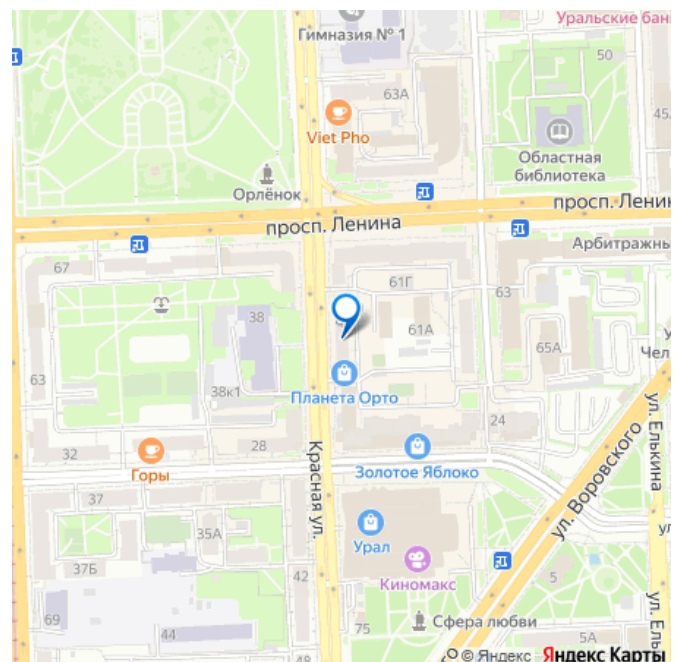 Уральские бан
Гимназия № 1
50
63А
45
Viet Pho
Областная
библиотека
Орлёнок
просп. Ленин
просп. Ленина
Арбитражны
67
61Г
63
38
61А
65А
У
Чел
63
Планета Орто
38к1
24
ул. Елькина
28
32
Золотое Яблоко
ул. Воровского
Горы
Красная ул.
37
Урал
35А
ул
37Б
42
Киномакс
5
69
44
75
Сфера любви
5А
ул. Ель
го
© Яндекс Яндекс Карты